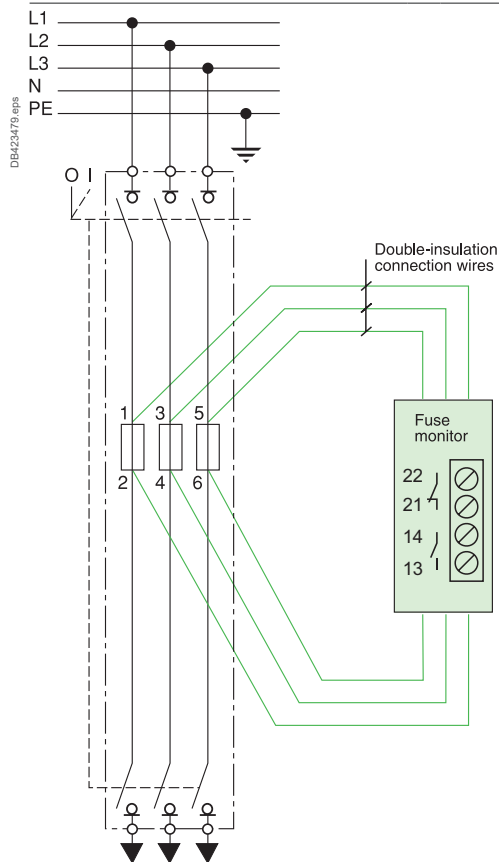 L1
L2
L3
N
PE
DB423479.eps
O I
Double-insulation
connection wires
1 3 5
2 4 6
Fuse
monitor
22
21
14
13